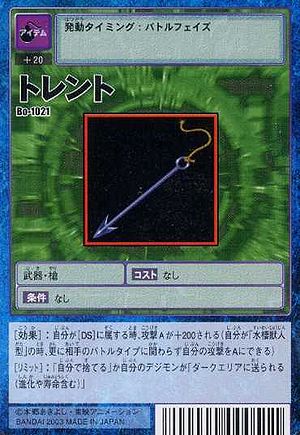 アイテム
発動タイミング：バトルフェイズ
+20
トレント
Bo-1021
武器・槍
コスト なし
条件 なし
[効果]：自分が[DS]に属する時、攻撃Aが+200される(自分が「水棲獣人
型」の時、更に相手のバトルタイプに関わらず自分の攻撃をAにできる)
[リミット]：「自分で捨てる」か自分のデジモンが「ダークエリアに送られる
(進化や寿命含む)」
©本郷あきよし・東映アニメーション
BANDAI 2003 MADE IN JAPAN